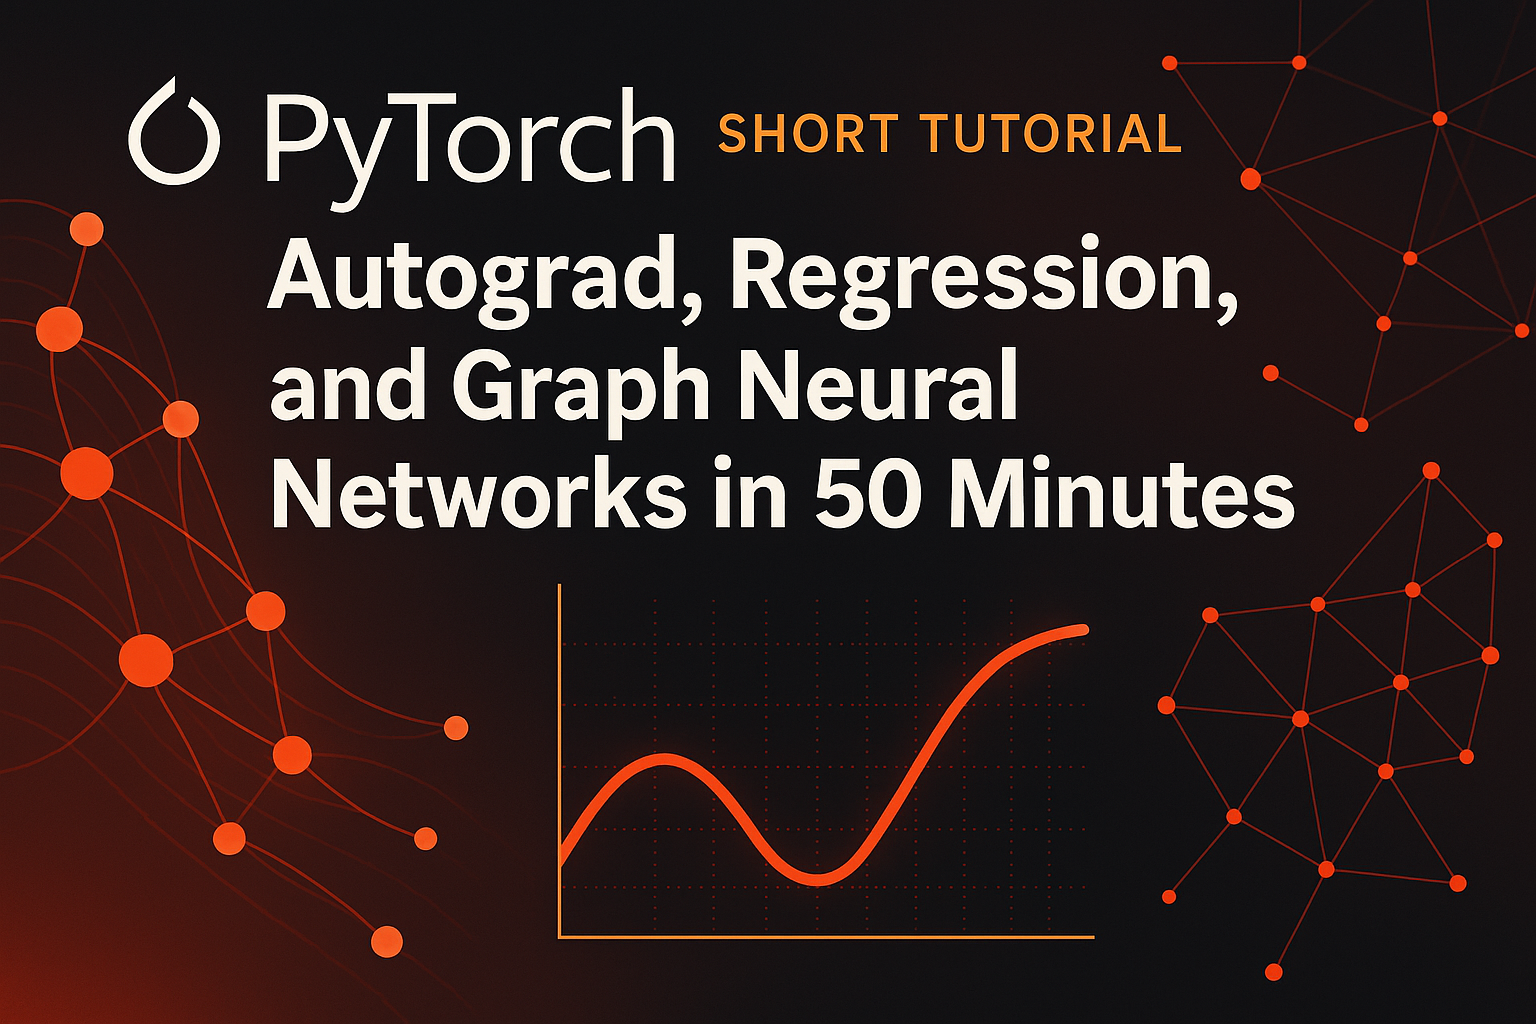 PyTorch SHORT TUTORIAL
Autograd, Regression,
and Graph Neural
Networks in 50 Minutes